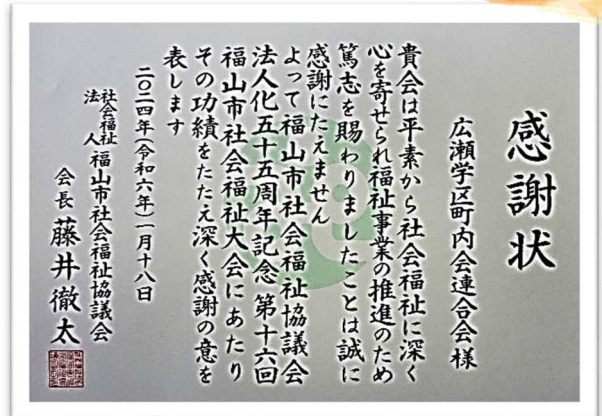 感謝状
広瀬学区町内会連合会様
貴会は平素から社会福祉に深く
心を寄せられ福祉事業の推進のため
篤志を賜わりましたことは誠に
感謝にたえません
よって福山市社会福祉協議会
法人化五十五周年記念第十六回
福山市社会福祉大会にあたり
その功績をたたえ深く感謝の意を
表します
二〇二四年(令和六年)一月十八日
社会福祉法人福山市社会福祉協議会
会長藤井徹太